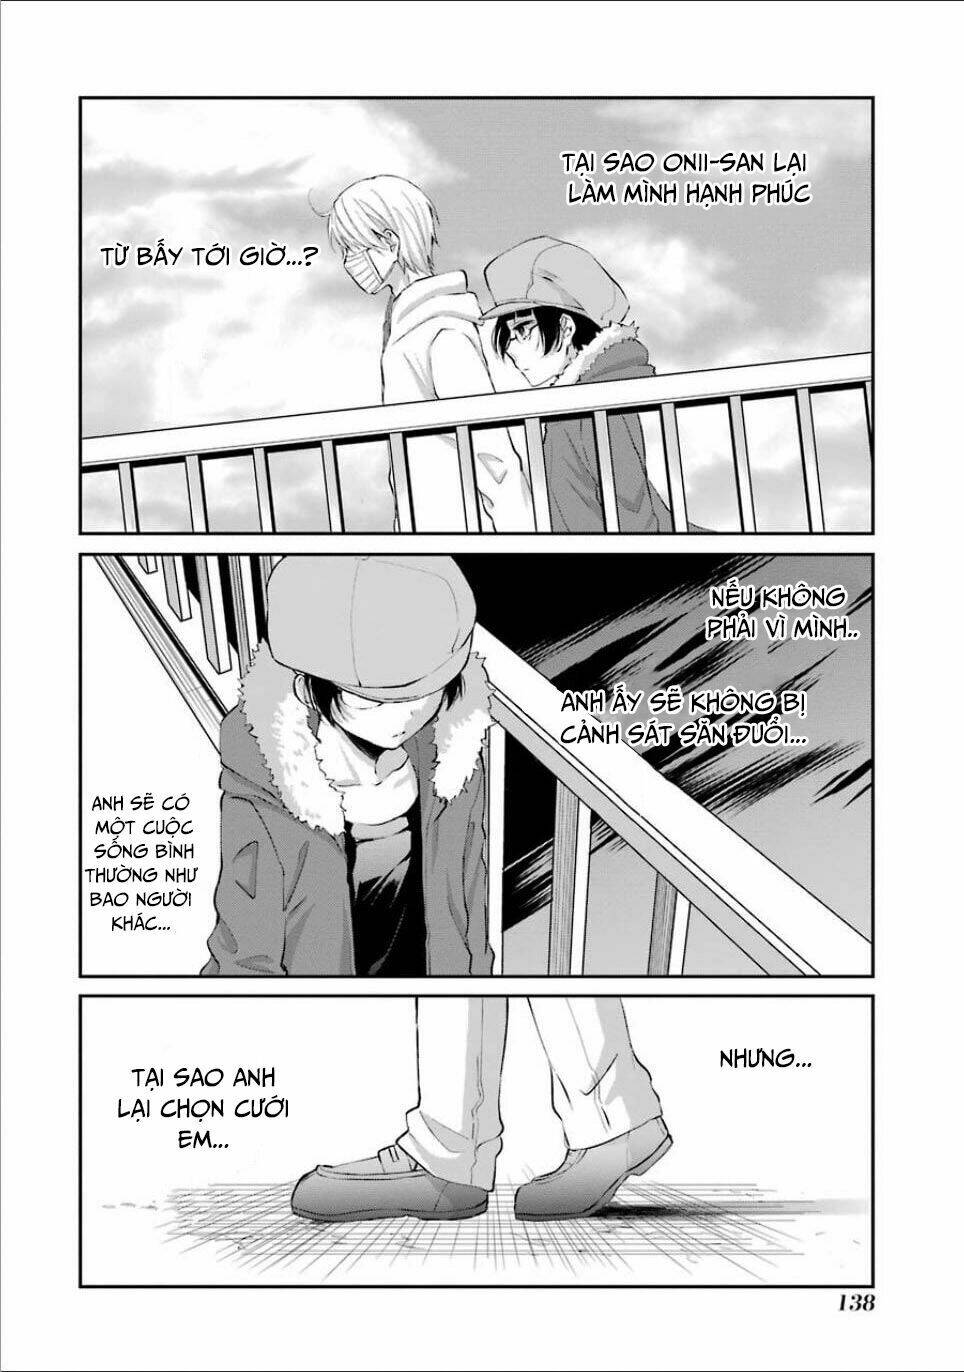 TẠI SAO ONII-SAN LẠI
LÀM MÌNH HẠNH PHÚC
TỪ BẤY TỚI GIỜ...?
NẾU KHÔNG
PHẢI VÌ MÌNH..
ANH ẤY SẼ KHÔNG BỊ
CẢNH SÁT SĂN ĐUỔI...
ANH SẼ CÓ
MỘT CUỘC
SỐNG BÌNH
THƯỜNG NHƯ
BAO NGƯỜI
KHÁC...
NHƯNG...
TẠI SAO ANH
LẠI CHỌN CƯỚI
EM...
138